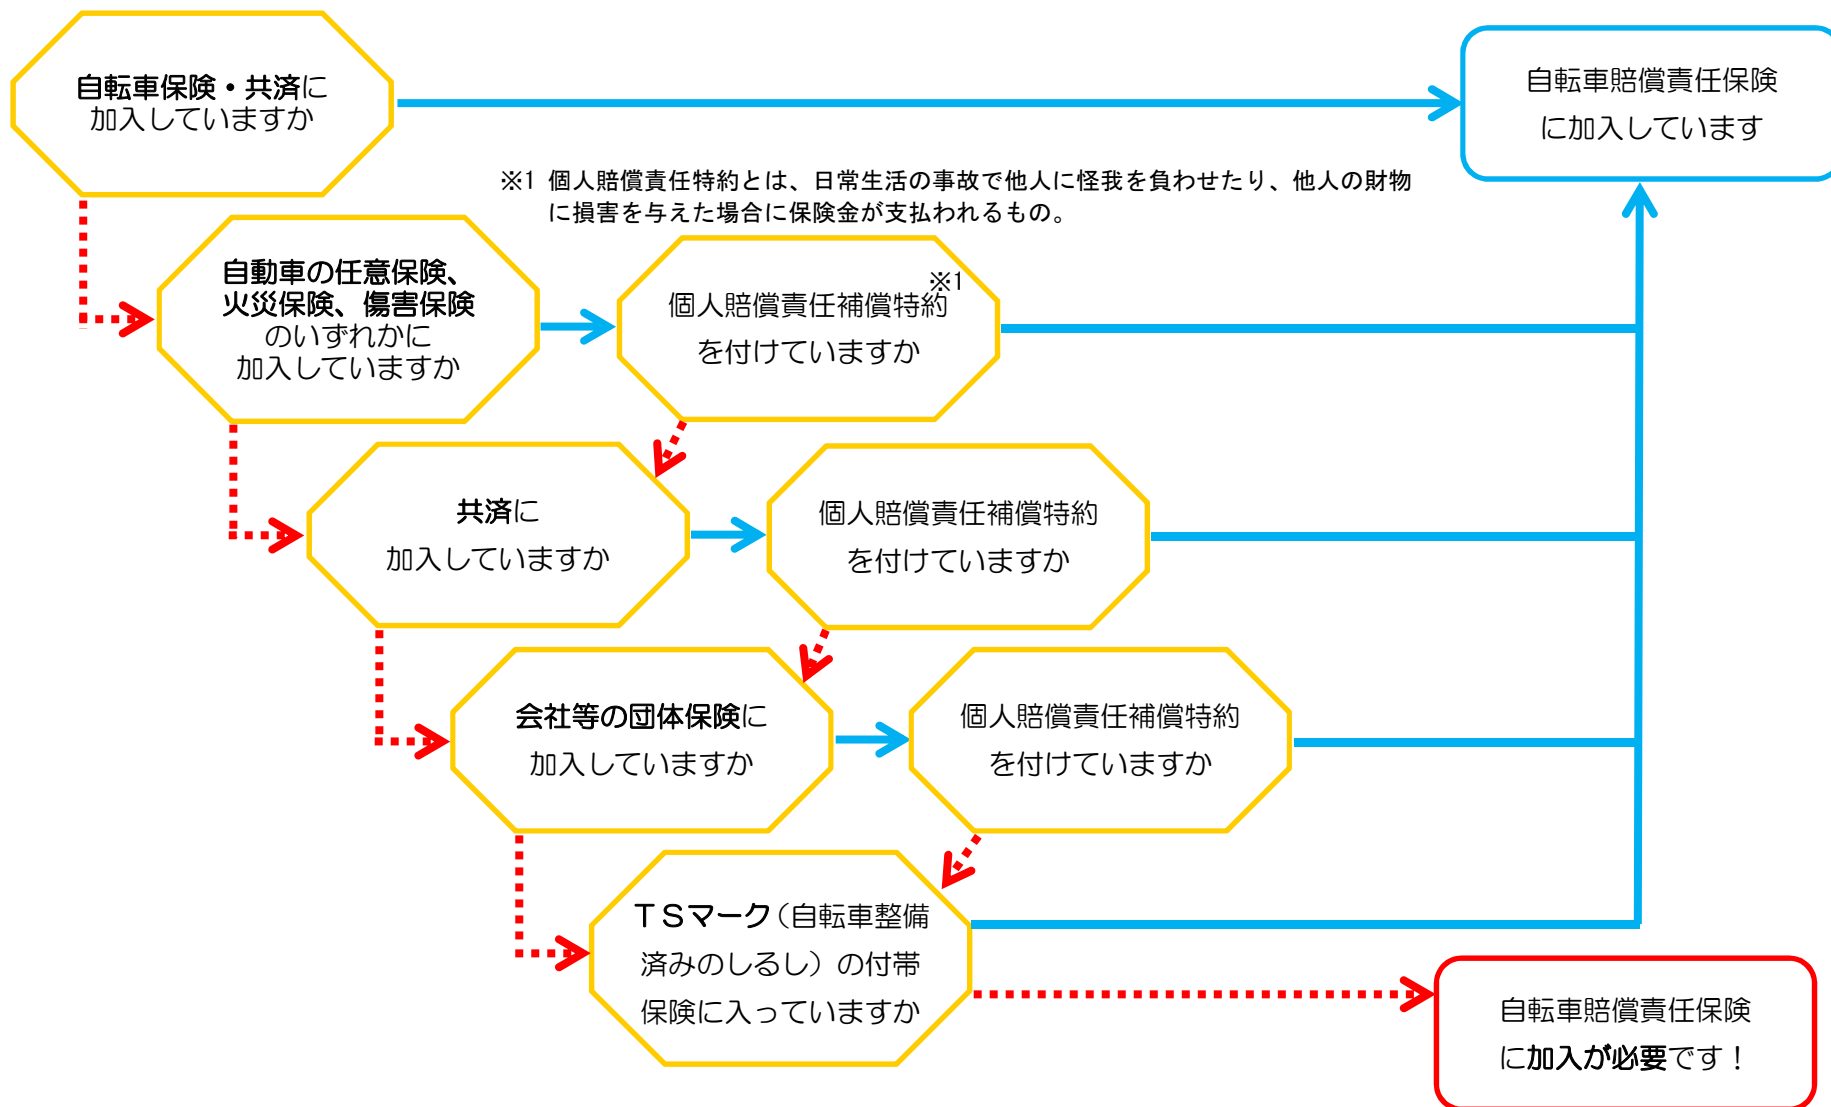 自転車保険・共済に
加入していますか
自転車賠償責任保険
に加入しています
※1 個人賠償責任特約とは、日常生活の事故で他人に怪我を負わせたり、他人の財物
に損害を与えた場合に保険金が支払われるもの。
自動車の任意保険、
火災保険、傷害保険
のいずれかに
加入していますか
個人賠償責任補償特約※1
を付けていますか
共済に
加入していますか
個人賠償責任補償特約
を付けていますか
会社等の団体保険に
加入していますか
個人賠償責任補償特約
を付けていますか
TSマーク（自転車整備
済みのしるし）の付帯
保険に入っていますか
自転車賠償責任保険
に加入が必要です！